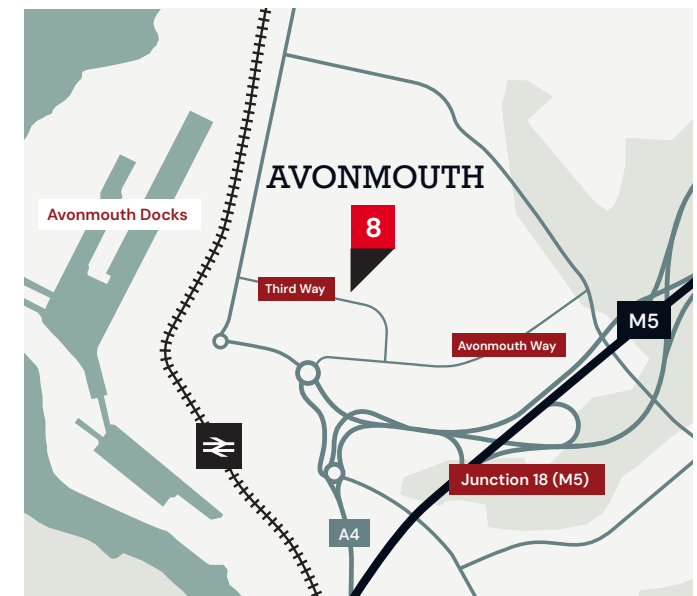 AVONMOUTH
Avonmouth Docks
8
Third Way
M5
Avonmouth Way
Junction 18 (M5)
A4